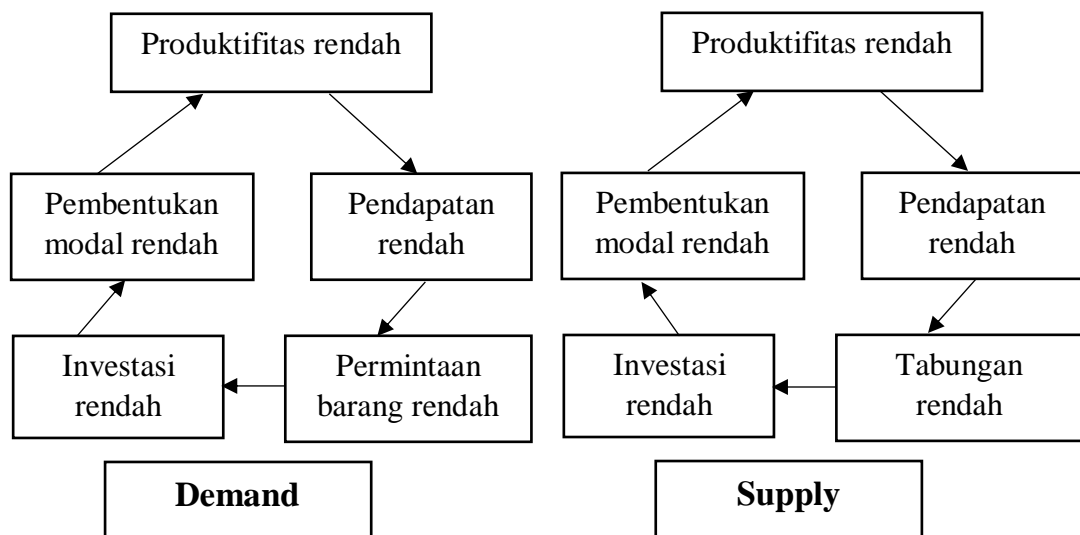 Produktifitas rendah
Pendapatan
rendah
Permintaan
barang rendah
Investasi
rendah
Pembentukan
modal rendah
Demand
Produktifitas rendah
Pendapatan
rendah
Tabungan
rendah
Investasi
rendah
Pembentukan
modal rendah
Supply